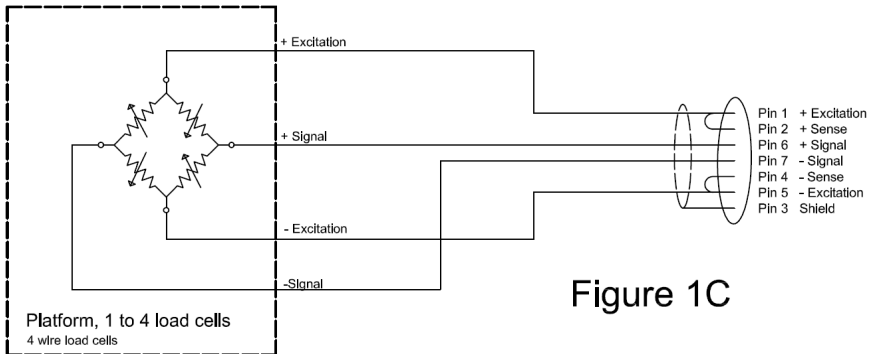 + Excitation
+ Signal
- Excitation
-Signal
Platform, 1 to 4 load cells
4 wire load cells
Pin 1 + Excitation
Pin 2 + Sense
Pin 6 + Signal
Pin 7 - Signal
Pin 4 - Sense
Pin 5 - Excitation
Pin 3 Shield
Figure 1C